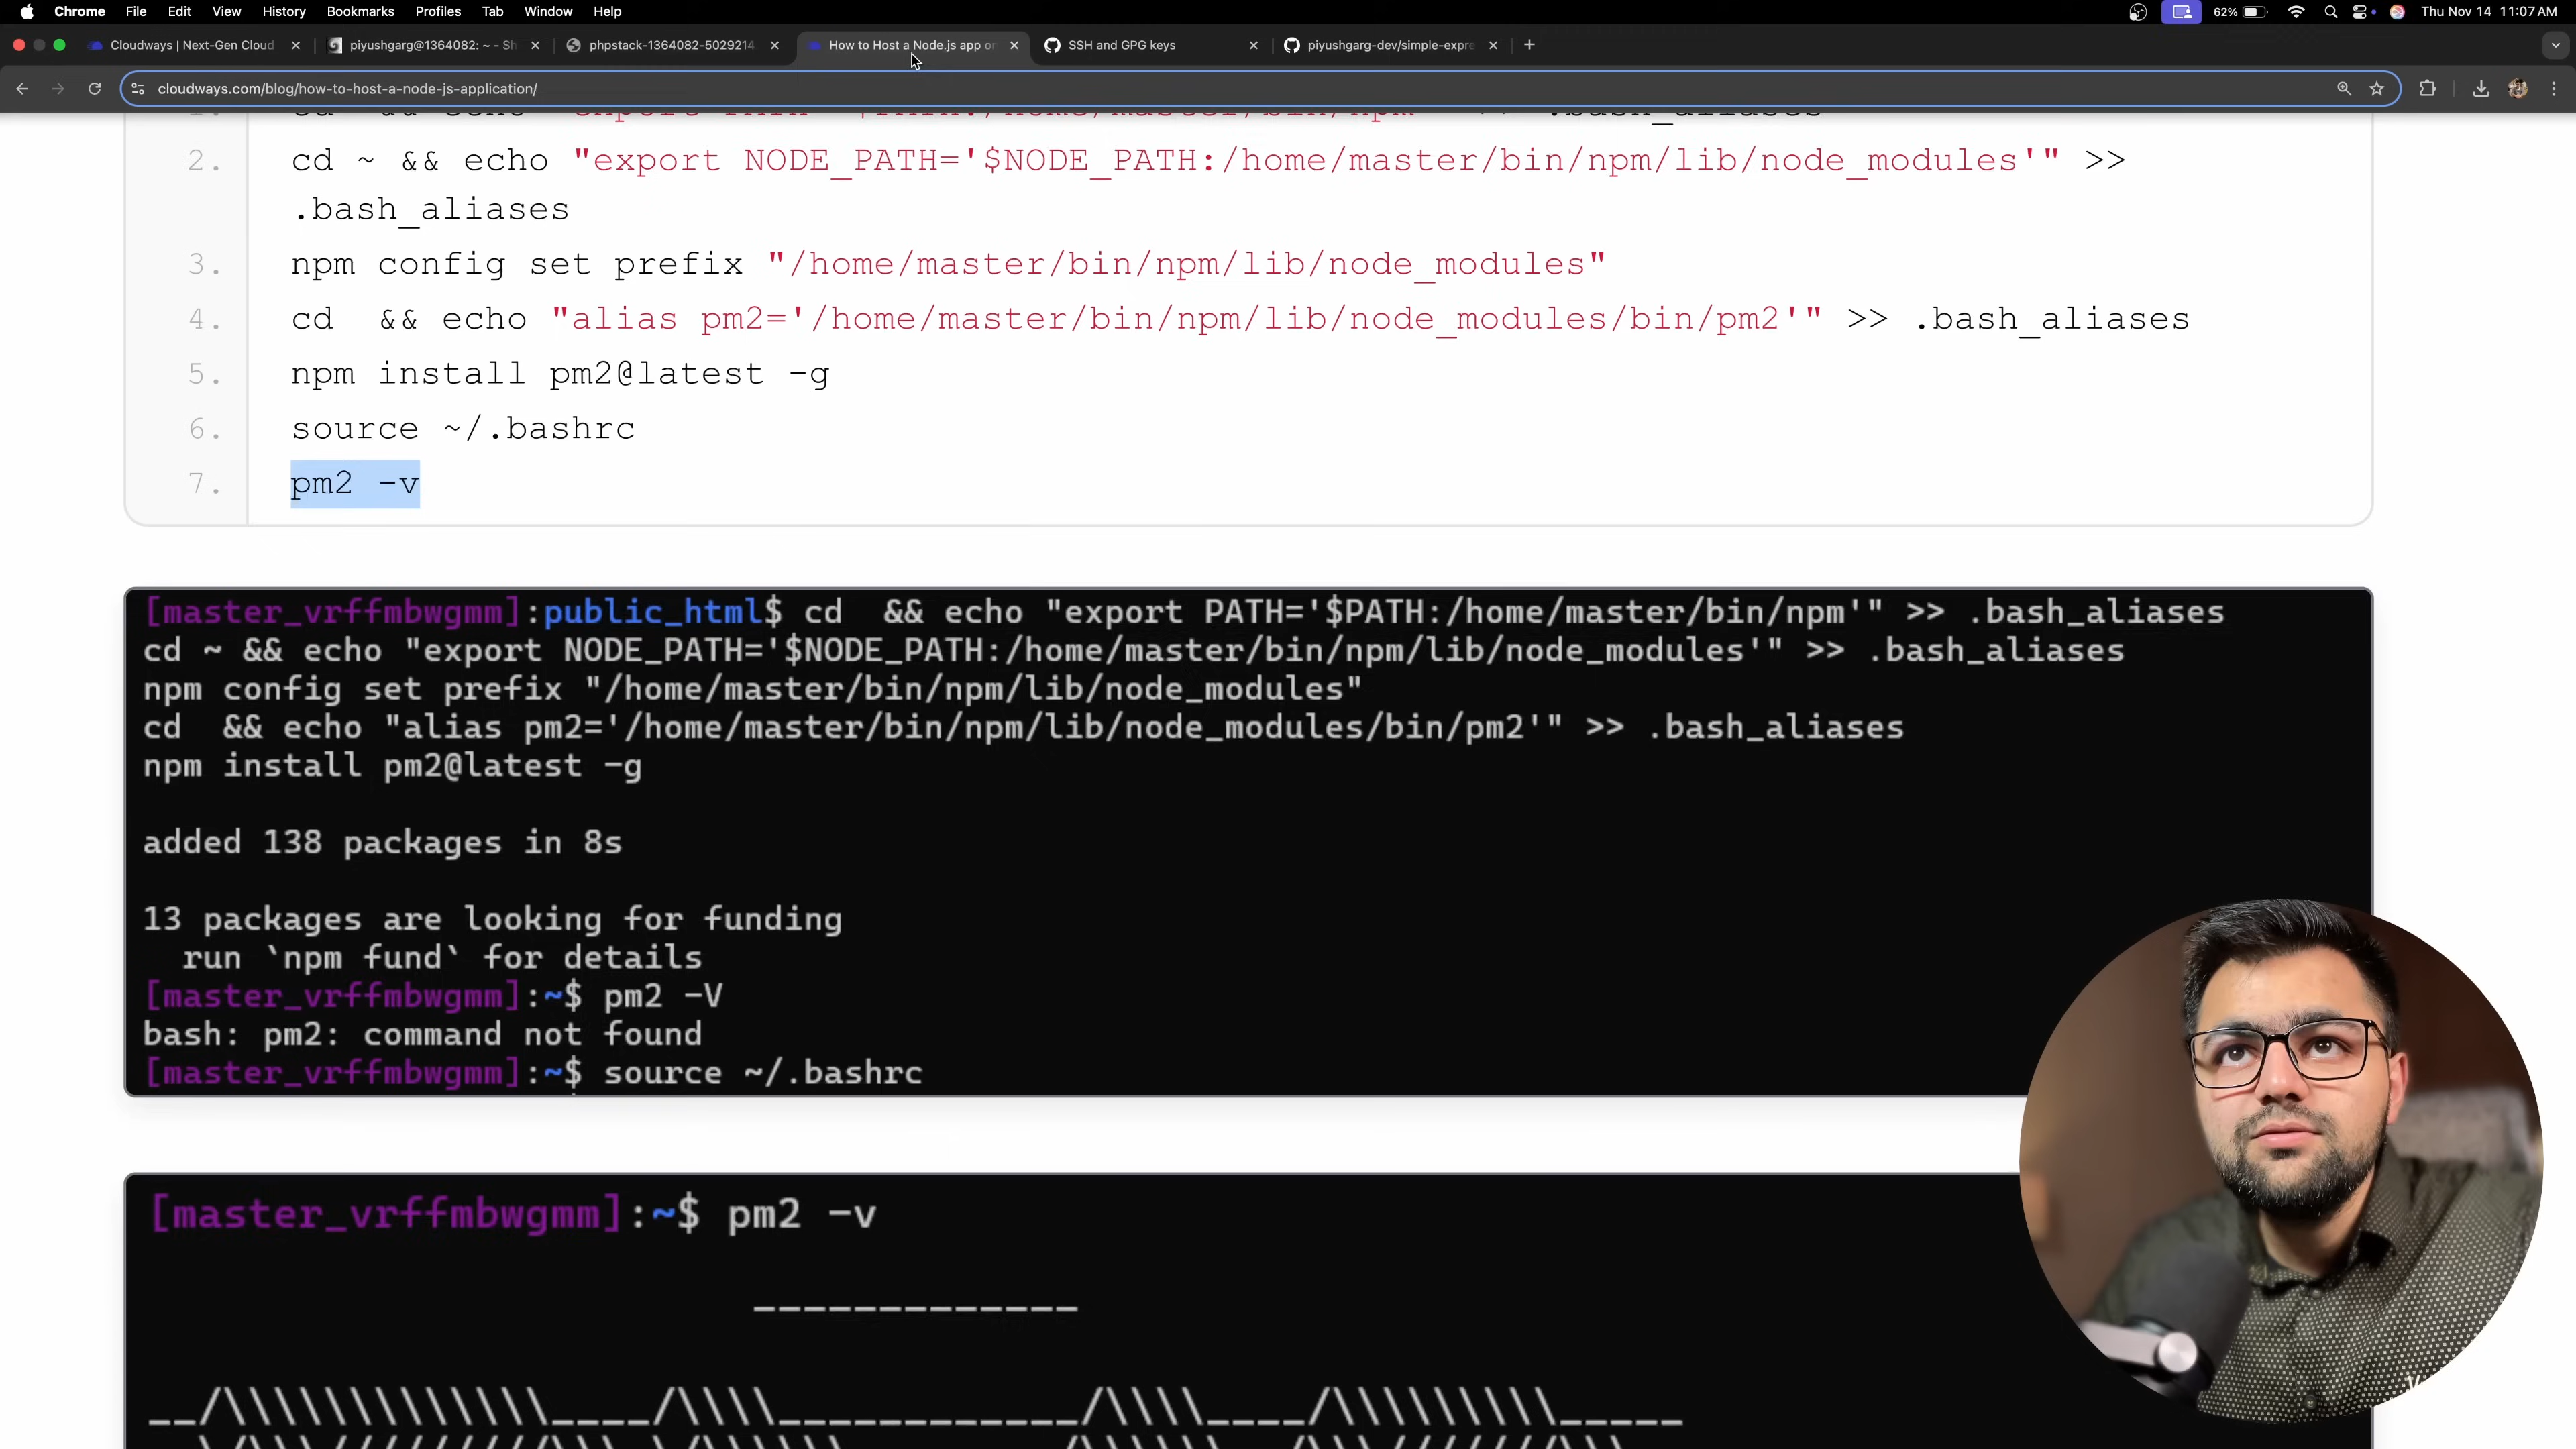 Chrome File Edit View History Bookmarks Profiles Tab Window Help 62% Thu Nov 14 11:07 AM
Cloudways | Next-Gen Cloud piyushgarg@1364082: ~ - Sh phpstack-1364082-5029214 How to Host a Node.js app or SSH and GPG keys piyushgarg-dev/simple-expre
cloudways.com/blog/how-to-host-a-node-js-application/
2. cd ~ && echo "export NODE_PATH='$NODE_PATH:/home/master/bin/npm/lib/node_modules'" >>
.bash_aliases
3. npm config set prefix "/home/master/bin/npm/lib/node_modules"
4. cd  && echo "alias pm2='/home/master/bin/npm/lib/node_modules/bin/pm2'" >> .bash_aliases
5. npm install pm2@latest -g
6. source ~/.bashrc
7. pm2 -v
[master_vrffmbwgmm]:public_html$ cd  && echo "export PATH='$PATH:/home/master/bin/npm'" >> .bash_aliases
cd ~ && echo "export NODE_PATH='$NODE_PATH:/home/master/bin/npm/lib/node_modules'" >> .bash_aliases
npm config set prefix "/home/master/bin/npm/lib/node_modules"
cd  && echo "alias pm2='/home/master/bin/npm/lib/node_modules/bin/pm2'" >> .bash_aliases
npm install pm2@latest -g
added 138 packages in 8s
13 packages are looking for funding
run `npm fund` for details
[master_vrffmbwgmm]:~$ pm2 -V
bash: pm2: command not found
[master_vrffmbwgmm]:~$ source ~/.bashrc
[master_vrffmbwgmm]:~$ pm2 -v